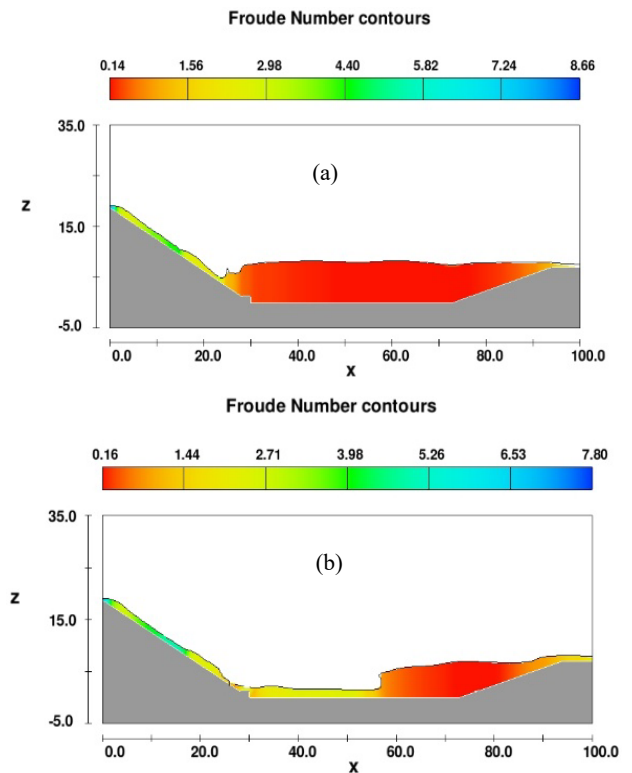 Froude Number contours
0.14 1.56 2.98 4.40 5.82 7.24 8.66
35.0
(a)
z
15.0
-5.0
0.0 20.0 40.0 60.0 80.0 100.0
x
Froude Number contours
0.16 1.44 2.71 3.98 5.26 6.53 7.80
35.0
(b)
z
15.0
-5.0
0.0 20.0 40.0 60.0 80.0 100.0
x